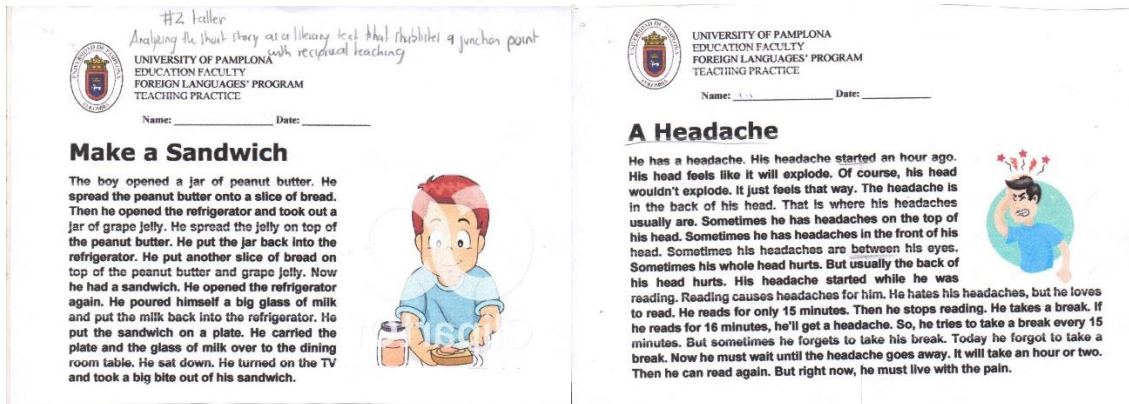 #2 taller
Analyzing the short story as a literary text that stublites a junction point
with reciprocal teaching
UNIVERSITY OF PAMPLONA
EDUCATION FACULTY
FOREIGN LANGUAGES' PROGRAM
TEACHING PRACTICE
Name: Date:
Make a Sandwich
The boy opened a jar of peanut butter. He
spread the peanut butter onto a slice of bread.
Then he opened the refrigerator and took out a
jar of grape jelly. He spread the jelly on top of
the peanut butter. He put the jar back into the
refrigerator. He put another slice of bread on
top of the peanut butter and grape jelly. Now
he had a sandwich. He opened the refrigerator
again. He poured himself a big glass of milk
and put the milk back into the refrigerator. He
put the sandwich on a plate. He carried the
plate and the glass of milk over to the dining
room table. He sat down. He turned on the TV
and took a big bite out of his sandwich.
UNIVERSITY OF PAMPLONA
EDUCATION FACULTY
FOREIGN LANGUAGES' PROGRAM
TEACHING PRACTICE
Name: Date:
A Headache
He has a headache. His headache started an hour ago.
His head feels like it will explode. Of course, his head
wouldn't explode. It just feels that way. The headache is
in the back of his head. That is where his headaches
usually are. Sometimes he has headaches on the top of
his head. Sometimes he has headaches in the front of his
head. Sometimes his headaches are between his eyes.
Sometimes his whole head hurts. But usually the back of
his head hurts. His headache started while he was
reading. Reading causes headaches for him. He hates his headaches, but he loves
to read. He reads for only 15 minutes. Then he stops reading. He takes a break. If
he reads for 16 minutes, he'll get a headache. So, he tries to take a break every 15
minutes. But sometimes he forgets to take his break. Today he forgot to take a
break. Now he must wait until the headache goes away. It will take an hour or two.
Then he can read again. But right now, he must live with the pain.